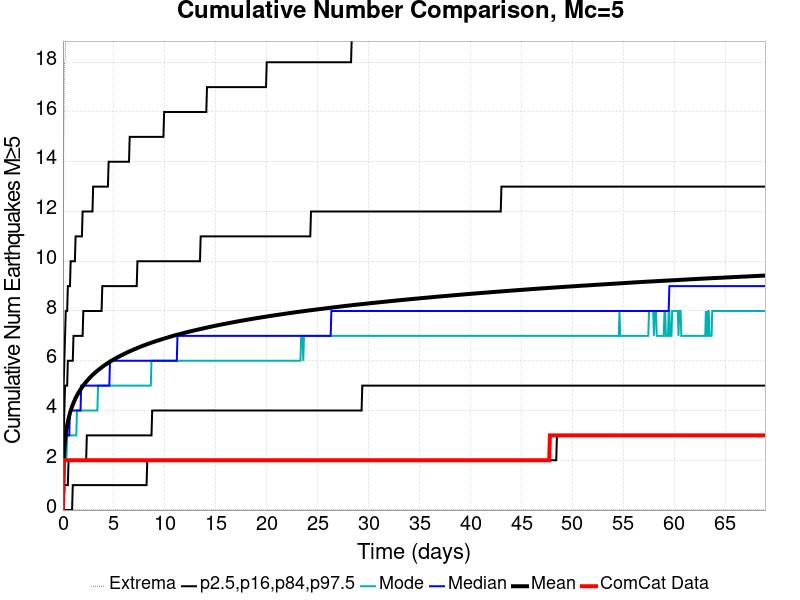 Cumulative Number Comparison, Mc=5
Cumulative Num Earthquakes M≥5
18
16
14
12
10
8
6
4
2
0
0 5 10 15 20 25 30 35 40 45 50 55 60 65
Time (days)
Extrema p2.5,p16,p84,p97.5 Mode Median Mean ComCat Data